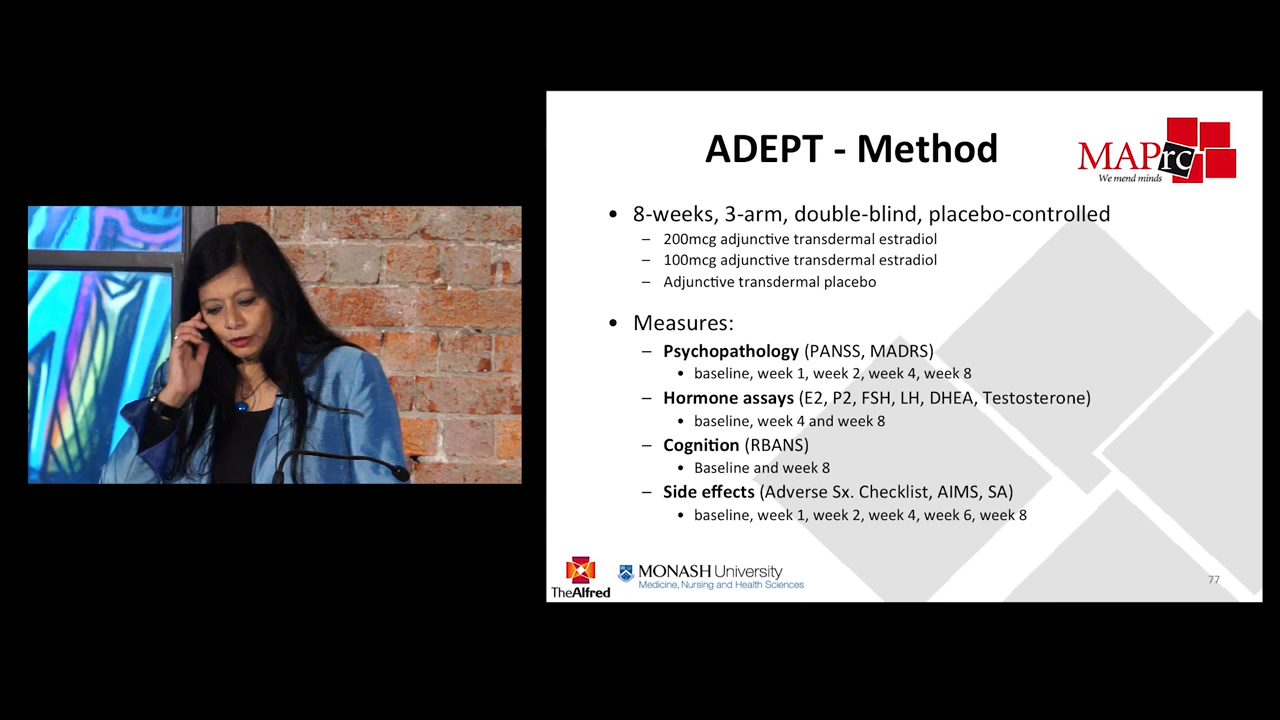 ADEPT - Method
MAPrc
We mend minds
• 8-weeks, 3-arm, double-blind, placebo-controlled
– 200mcg adjunctive transdermal estradiol
– 100mcg adjunctive transdermal estradiol
– Adjunctive transdermal placebo
• Measures:
– Psychopathology (PANSS, MADRS)
• baseline, week 1, week 2, week 4, week 8
– Hormone assays (E2, P2, FSH, LH, DHEA, Testosterone)
• baseline, week 4 and week 8
– Cognition (RBANS)
• Baseline and week 8
– Side effects (Adverse Sx. Checklist, AIMS, SA)
• baseline, week 1, week 2, week 4, week 6, week 8
TheAlfred
MONASH University
Medicine, Nursing and Health Sciences
77